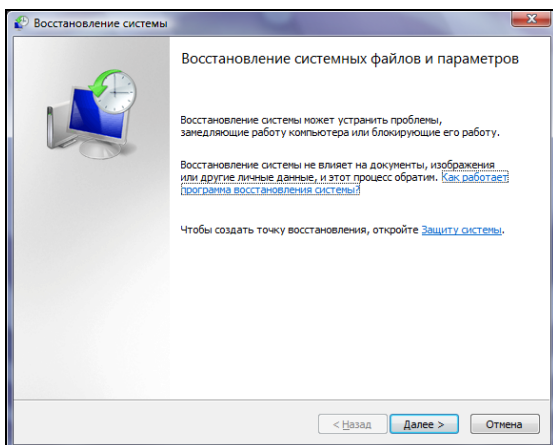 Восстановление системы
Восстановление системных файлов и параметров
Восстановление системы может устранить проблемы,
замедляющие работу компьютера или блокирующие его работу.
Восстановление системы не влияет на документы, изображения
или другие личные данные, и этот процесс обратим. Как работает
программа восстановления системы?
Чтобы создать точку восстановления, откройте Защиту системы.
< Назад Далее > Отмена